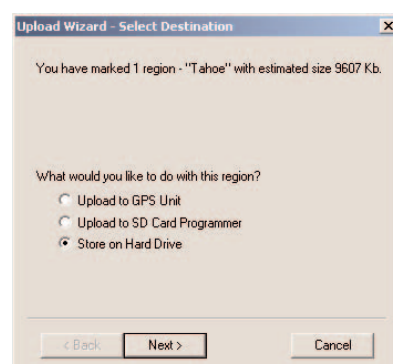 Upload Wizard - Select Destination
You have marked 1 region - "Tahoe" with estimated size 9607 Kb.
What would you like to do with this region?
Upload to GPS Unit
Upload to SD Card Programmer
Store on Hard Drive
< Back Next > Cancel